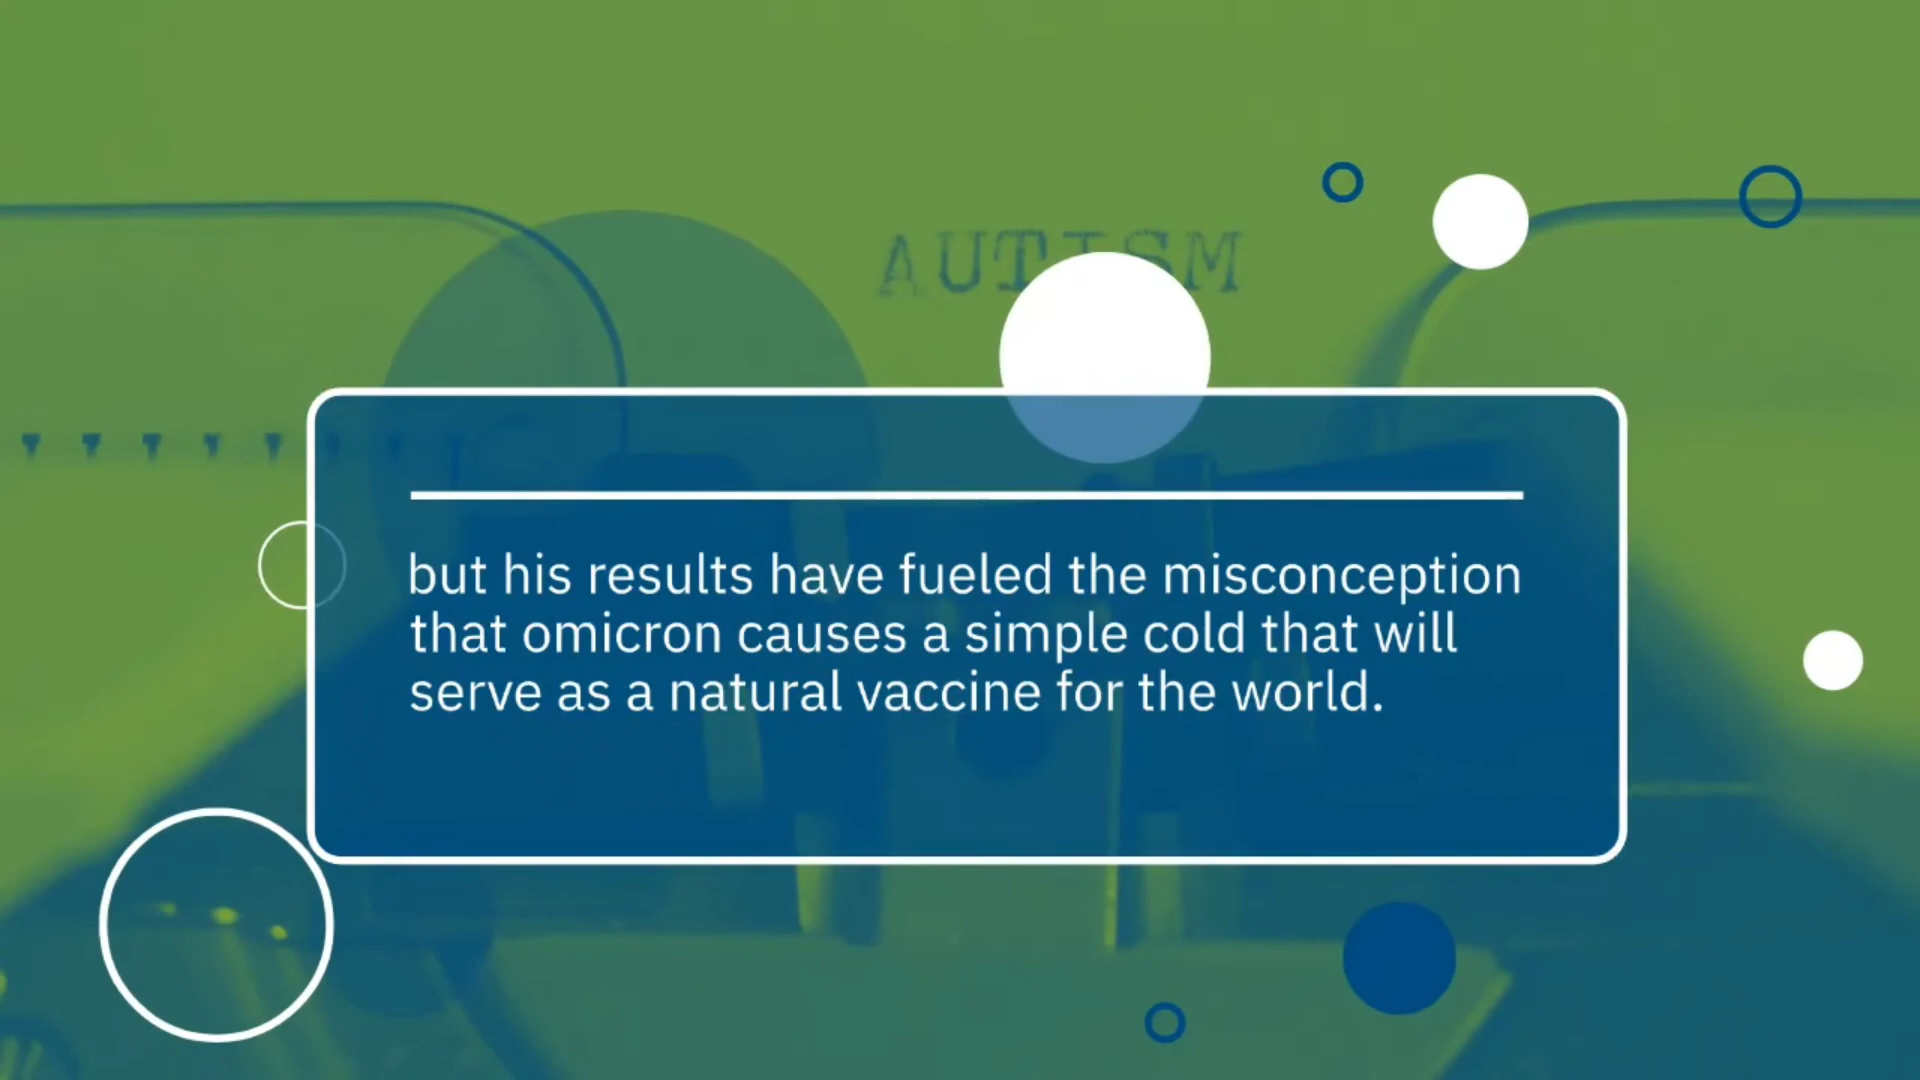 AUTISM
but his results have fueled the misconception
that omicron causes a simple cold that will
serve as a natural vaccine for the world.